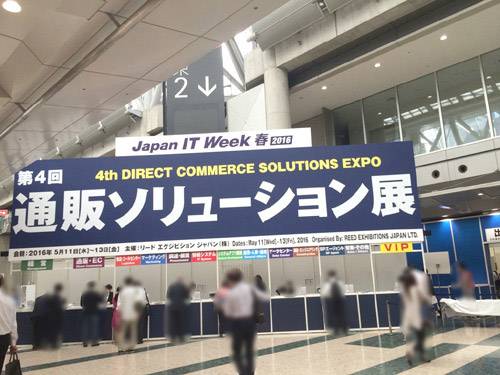 2
Japan IT Week 春 2016
第4回
4th DIRECT COMMERCE SOLUTIONS EXPO
通販ソリューション展
会期：2016年 5月11日(水)～13日(金) 主催：リード エグジビション ジャパン(株) Dates : May 11[Wed]-13[Fri], 2016 Organised By: REED EXHIBITIONS JAPAN LTD.
通販・EC
VIP